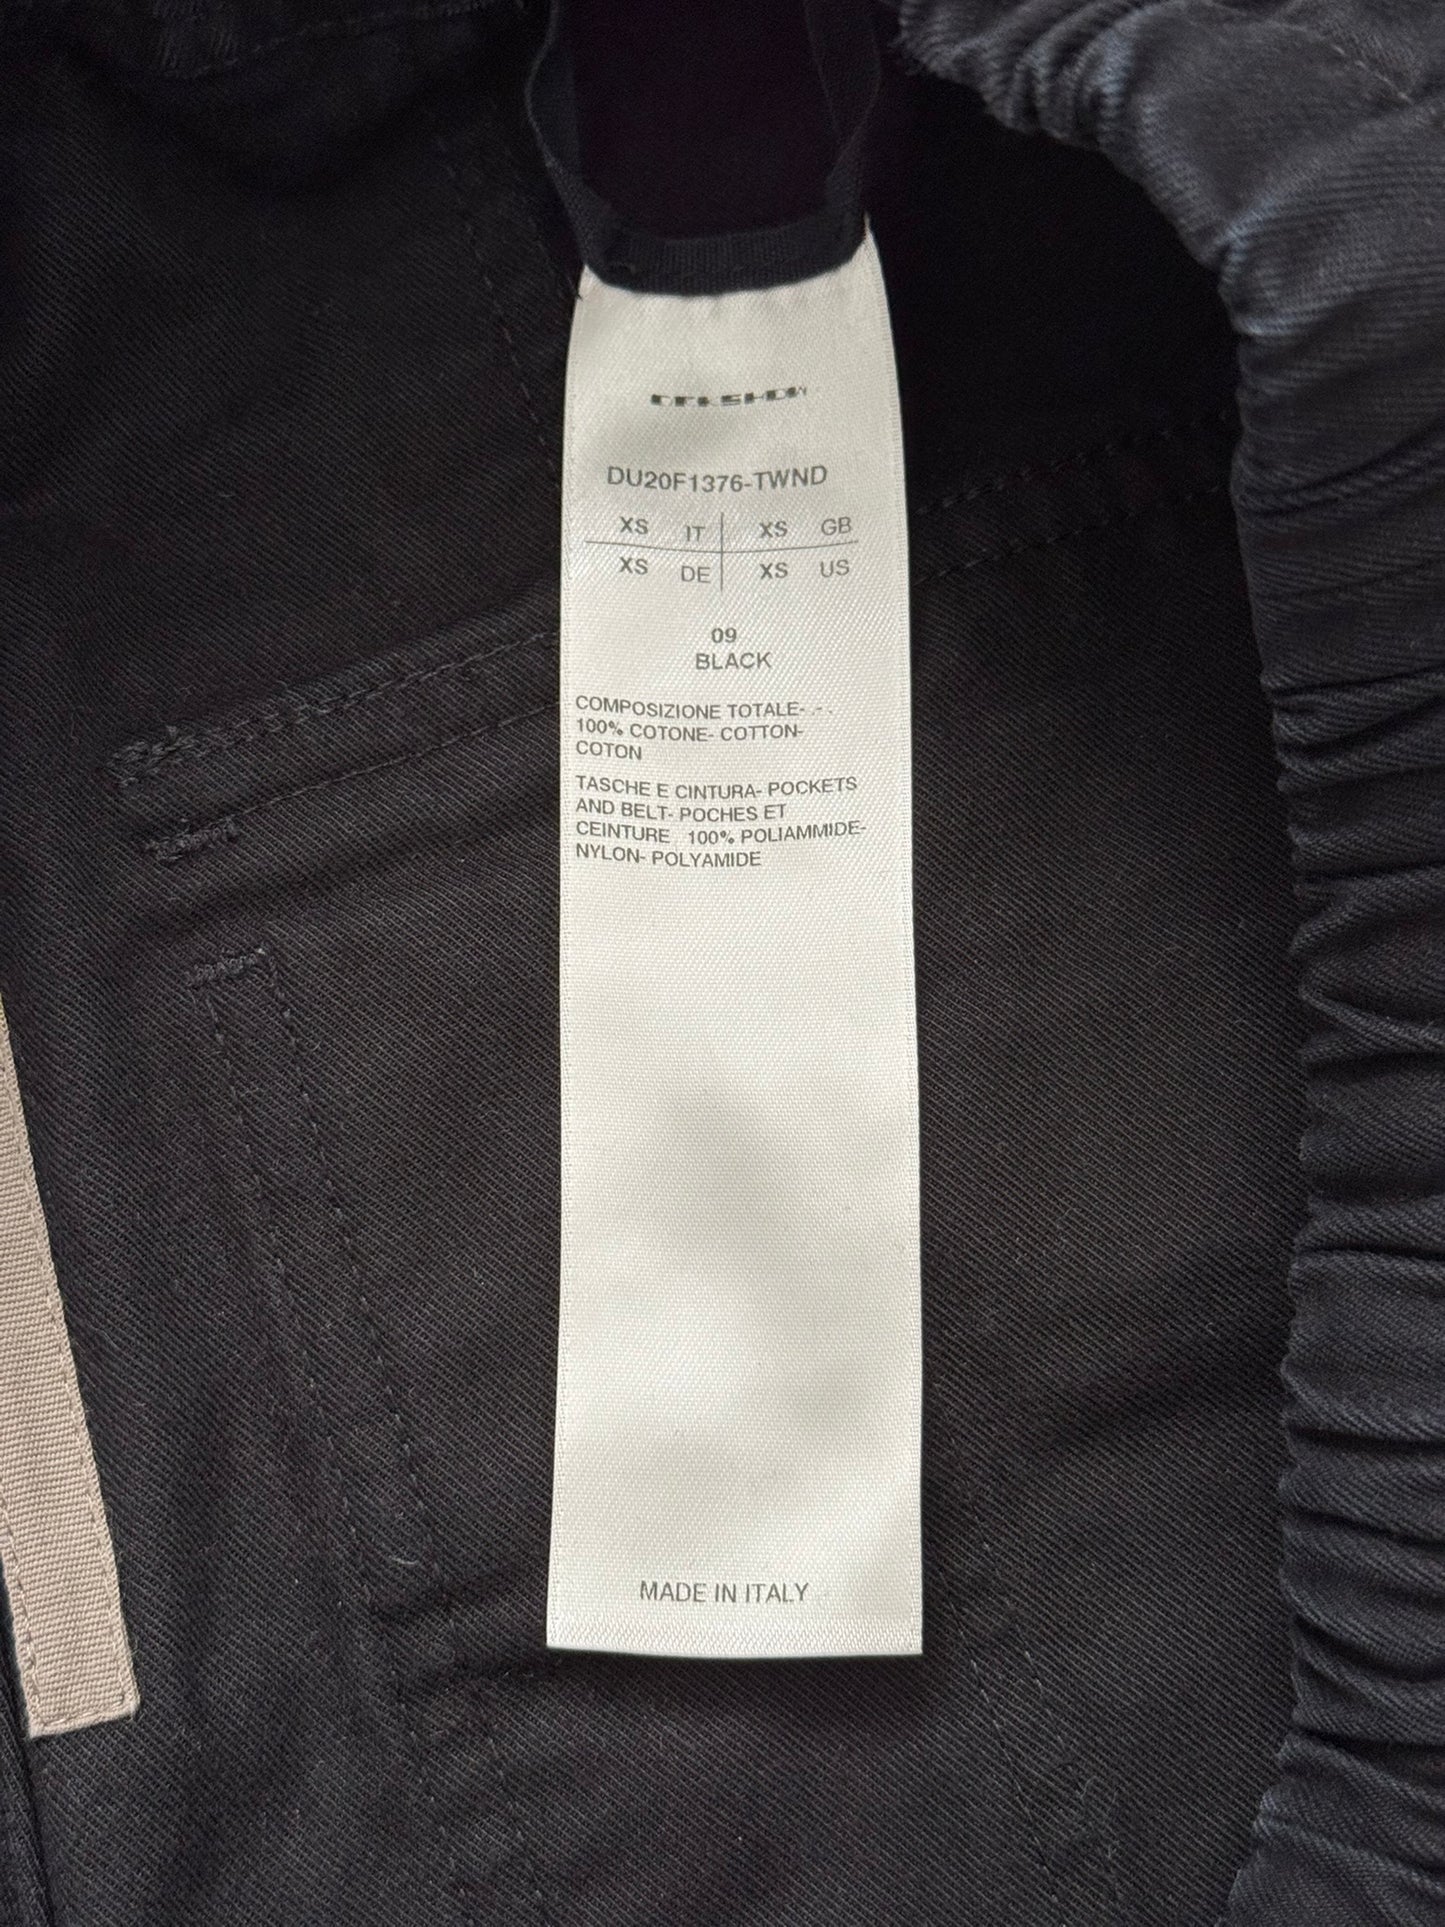 DRKSHDW
DU20F1376-TWND
XS IT XS GB
XS DE XS US
09
BLACK
COMPOSIZIONE TOTALE- - .
100% COTONE- COTTON-
COTON
TASCHE E CINTURA- POCKETS
AND BELT- POCHES ET
CEINTURE 100% POLIAMMIDE-
NYLON- POLYAMIDE
MADE IN ITALY